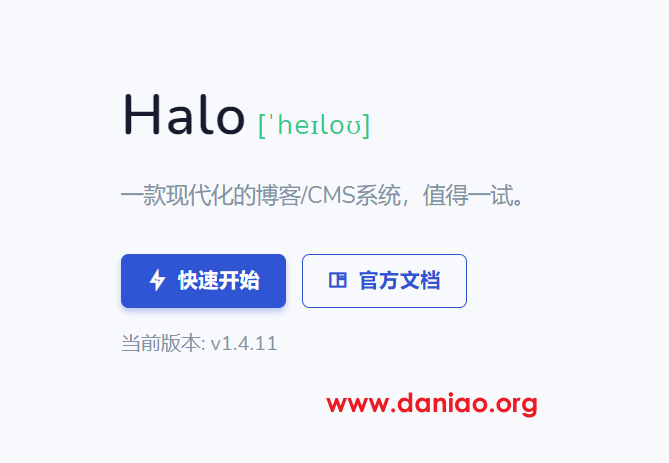 Halo [ˈheɪloʊ]
一款现代化的博客/CMS系统，值得一试。
快速开始 官方文档
当前版本: v1.4.11
www.daniao.org